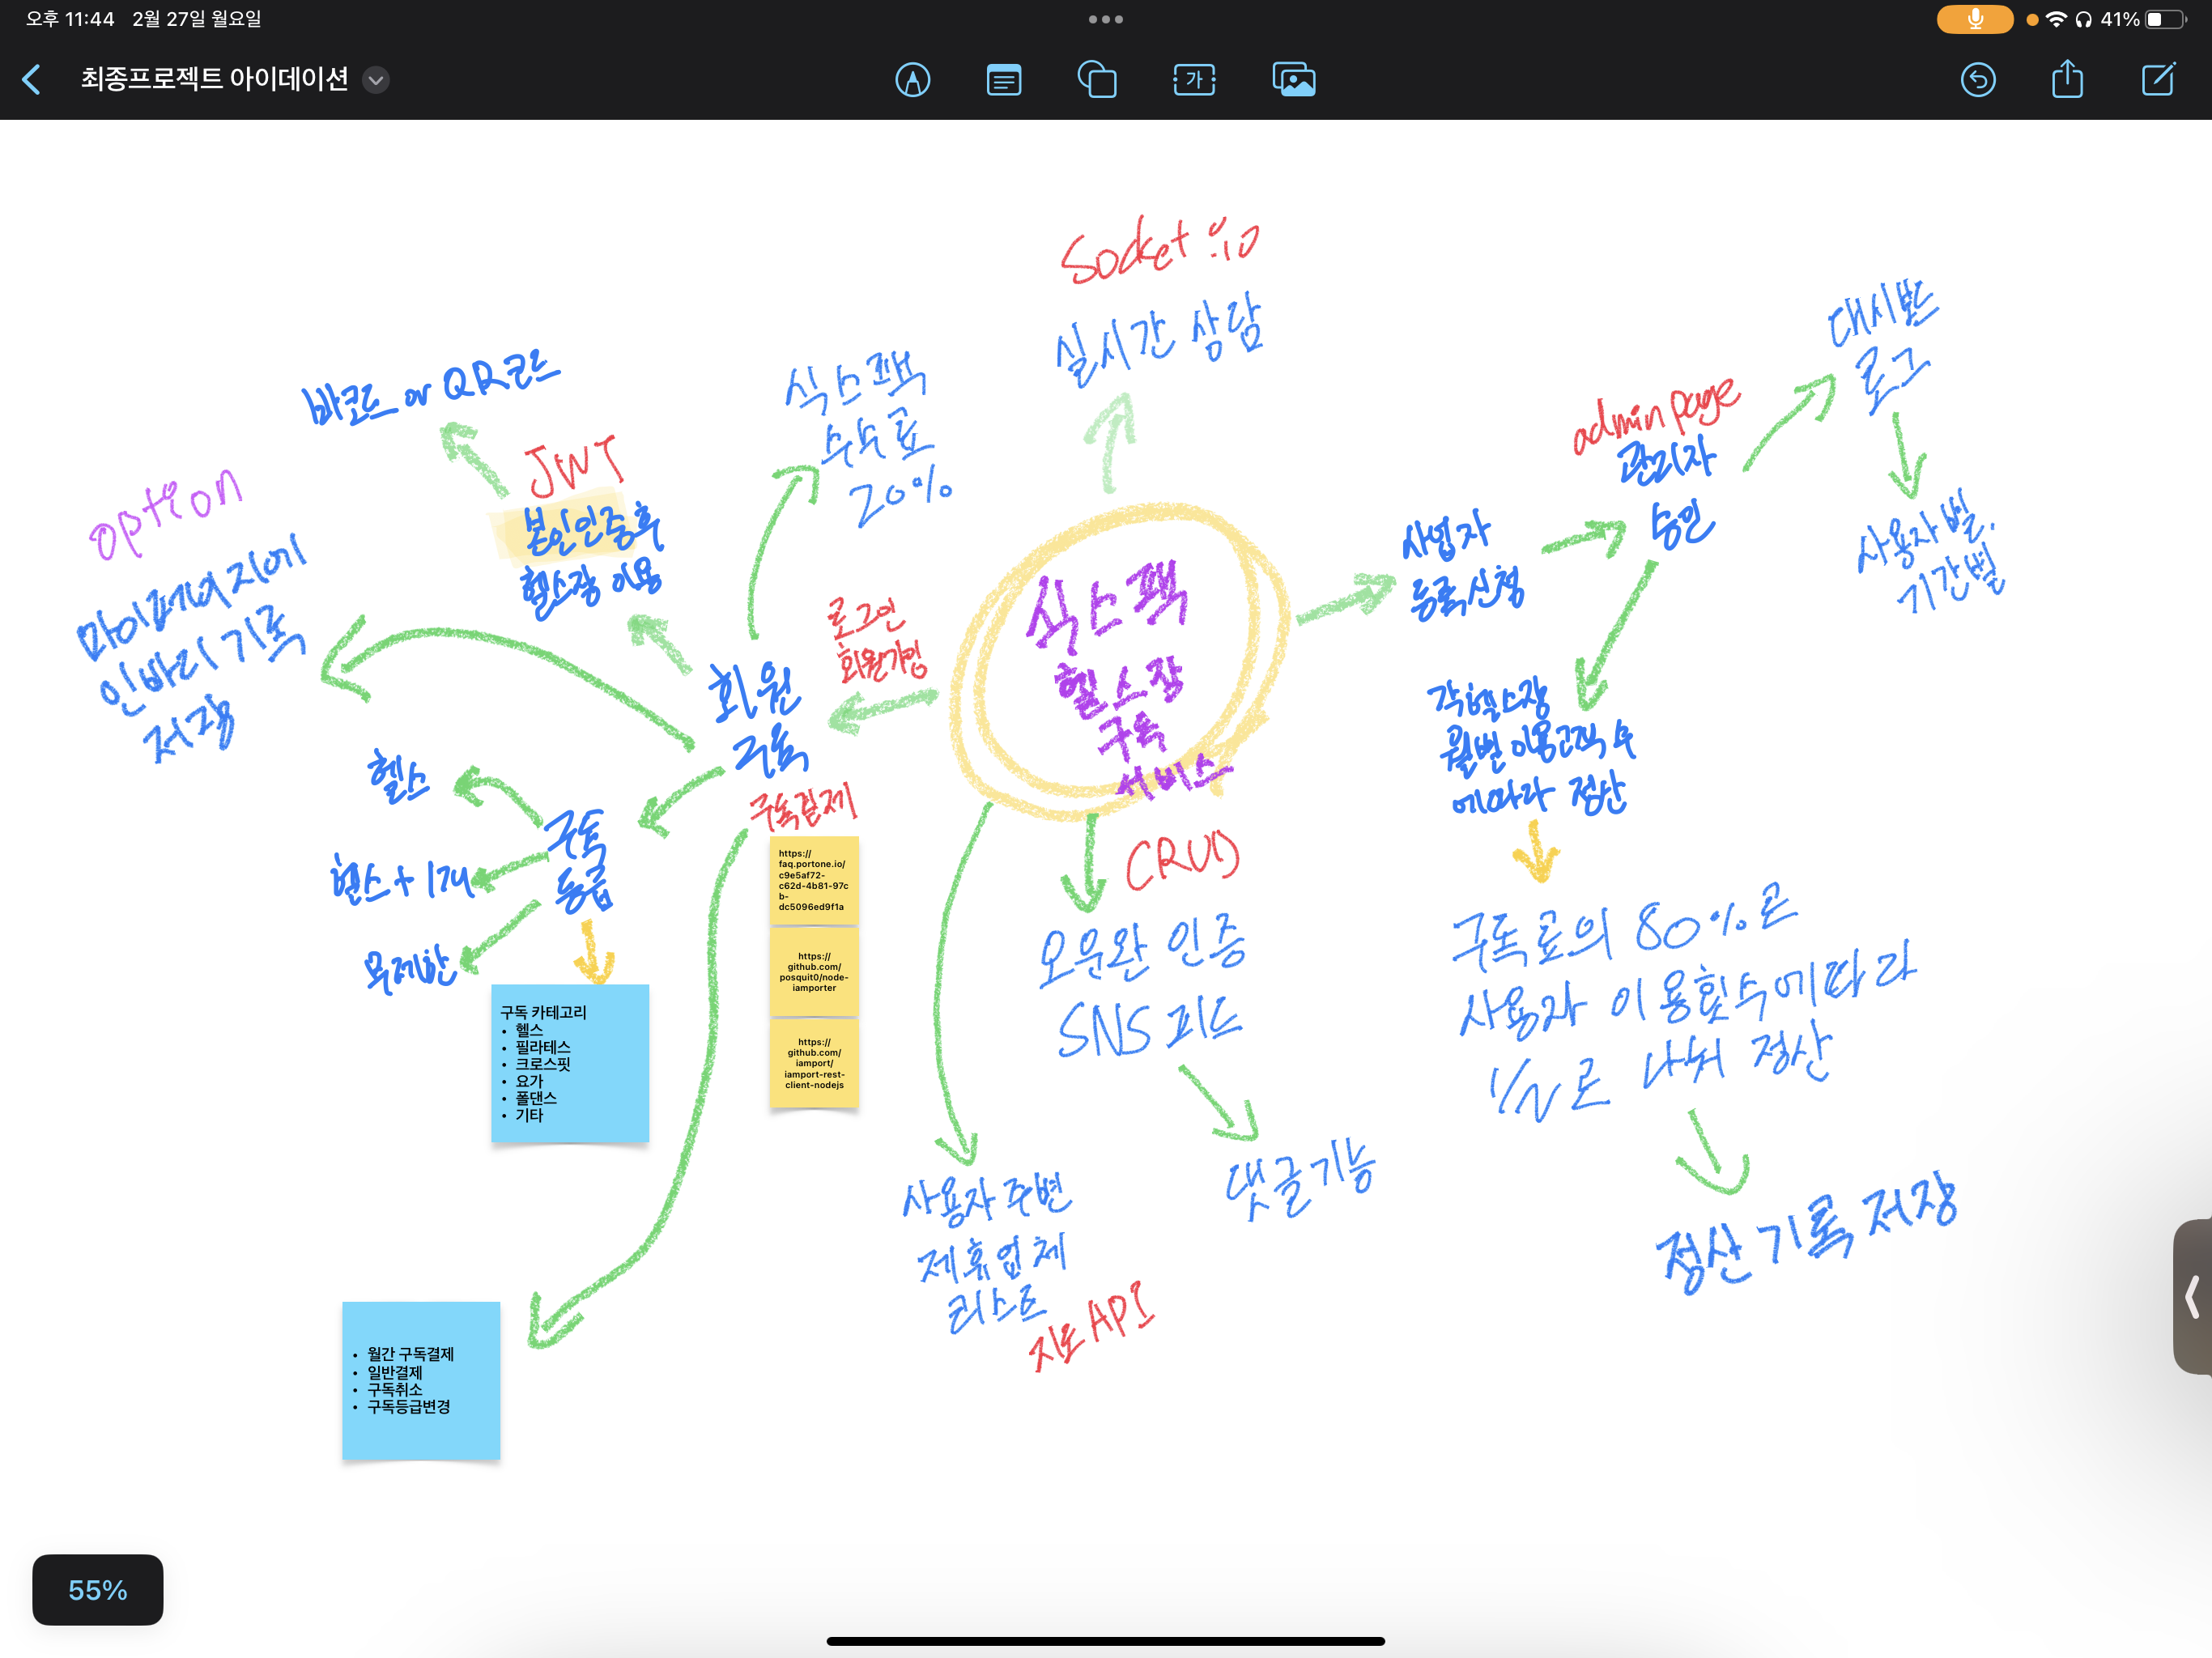 오후 11:44 2월 27일 월요일
41%
최종프로젝트 아이데이션
가
Socket io
실시간 상담
식스팩
수수료
20%
바코드 or QR코드
JWT
본인인증후
헬스장 이용
option
마이페이지에
인바디 기록
저장
로그인
회원가입
회원
구독
구독결제
헬스
헬스 + 1개
무제한
구독
등급
구독 카테고리
• 헬스
• 필라테스
• 크로스핏
• 요가
• 폴댄스
• 기타
https://
faq.portone.io/
c9e5af72-
c62d-4b81-97c
b-
dc5096ed9f1a
https://
github.com/
posquit0/node-
iamporter
https://
github.com/
iamport/
iamport-rest-
client-nodejs
• 월간 구독결제
• 일반결제
• 구독취소
• 구독등급변경
식스팩
헬스장
구독
서비스
CRUD
오운완 인증
SNS 피드
댓글기능
사용자 주변
제휴업체
리스트
지도 API
사업자
등록신청
admin page
관리자
승인
대시보드
로그
사용자별,
기간별
각 헬스장
월별 이용고객 수
에따라 정산
구독료의 80%로
사용자 이용횟수에따라
1/n로 나눠 정산
정산 기록 저장
55%